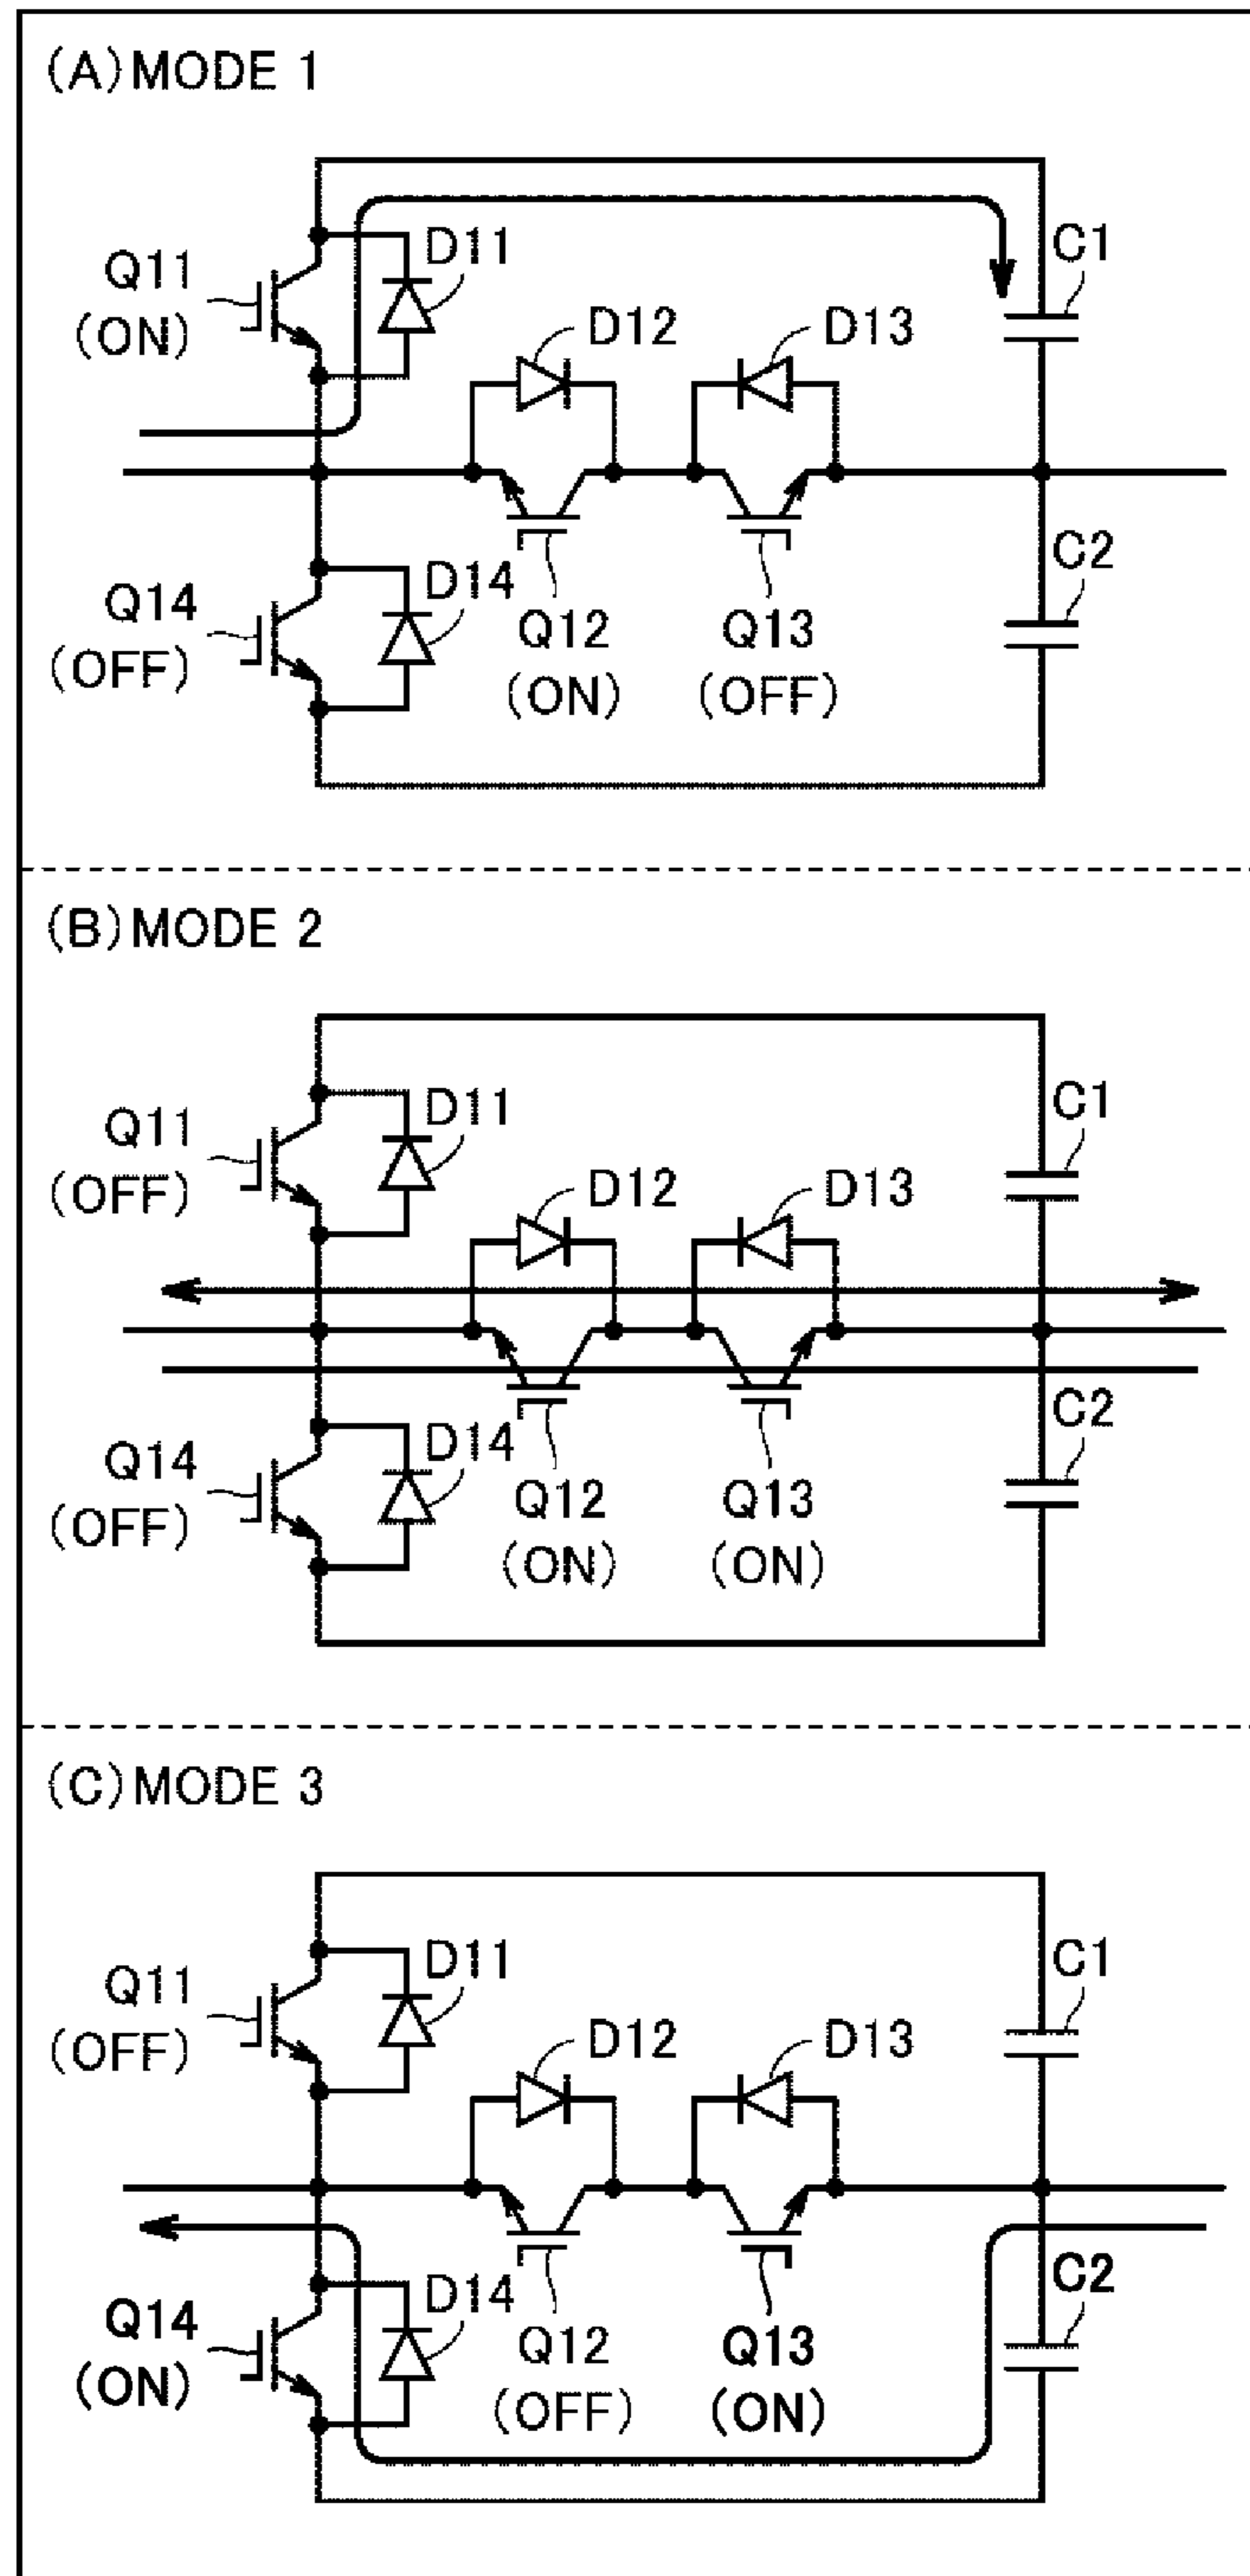 (A)MODE 1
D11
C1
Q11
(ON)
D12
D13
D14
C2
Q14
(OFF)
Q12
(ON)
Q13
(OFF)
(B)MODE 2
D11
C1
Q11
(OFF)
D12
D13
D14
C2
Q14
(OFF)
Q12
(ON)
Q13
(ON)
(C)MODE 3
D11
C1
Q11
(OFF)
D12
D13
D14
C2
Q14
(ON)
Q12
(OFF)
Q13
(ON)